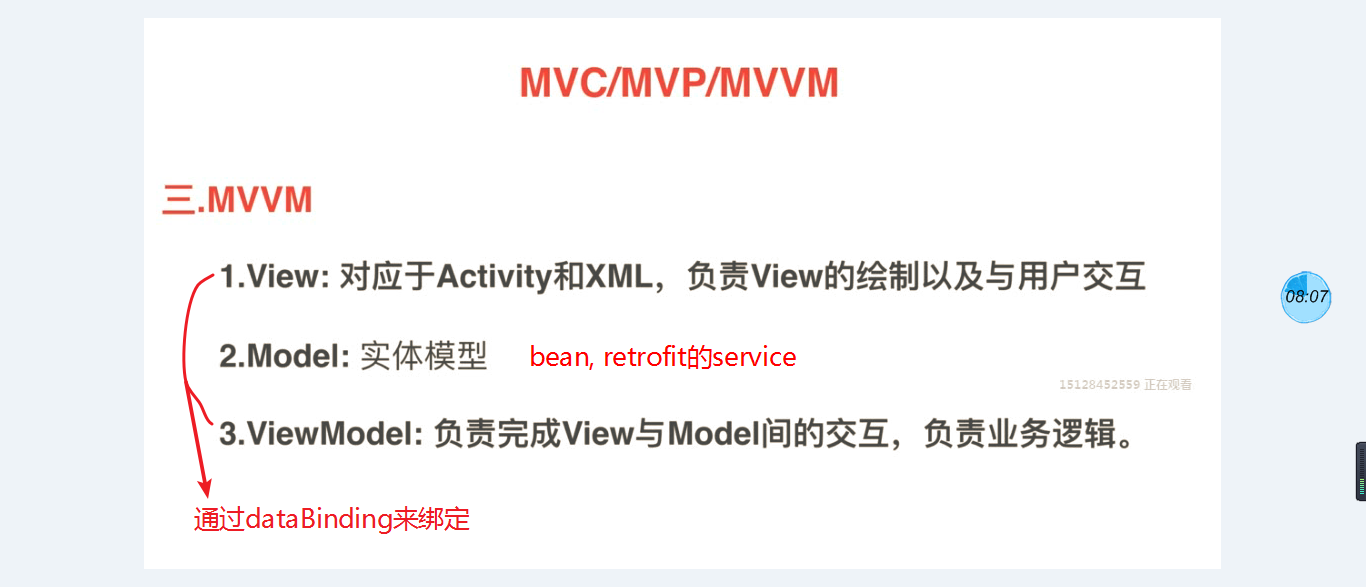 MVC/MVP/MVVM
三.MVVM
1.View: 对应于Activity和XML，负责View的绘制以及与用户交互
2.Model: 实体模型 bean, retrofit的service
15128452559 正在观看
3.ViewModel: 负责完成View与Model间的交互，负责业务逻辑。
通过dataBinding来绑定
08:07